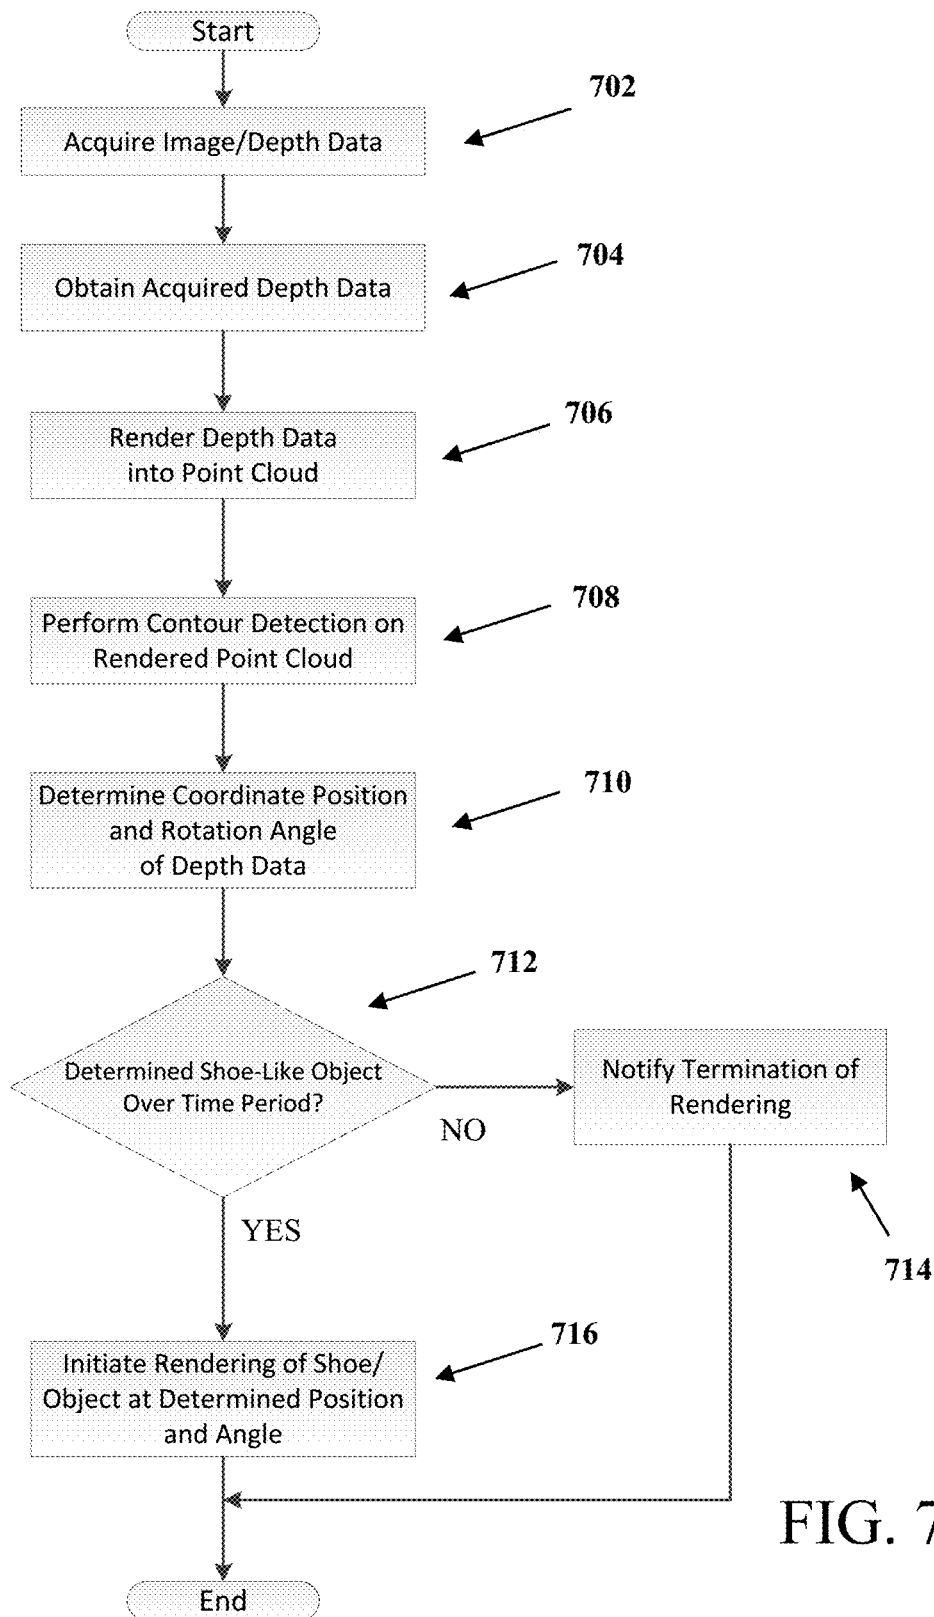 Start
702
Acquire Image/Depth Data
704
Obtain Acquired Depth Data
706
Render Depth Data
into Point Cloud
708
Perform Contour Detection on
Rendered Point Cloud
710
Determine Coordinate Position
and Rotation Angle
of Depth Data
712
Determined Shoe-Like Object
Over Time Period?
NO
Notify Termination of
Rendering
714
YES
716
Initiate Rendering of Shoe/
Object at Determined Position
and Angle
End
FIG. 7